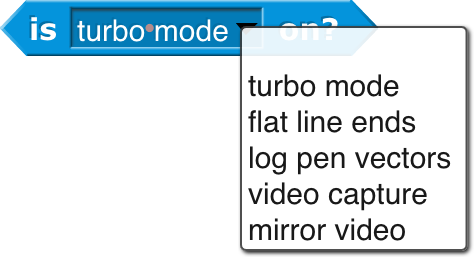 is turbo mode on?
turbo mode
flat line ends
log pen vectors
video capture
mirror video